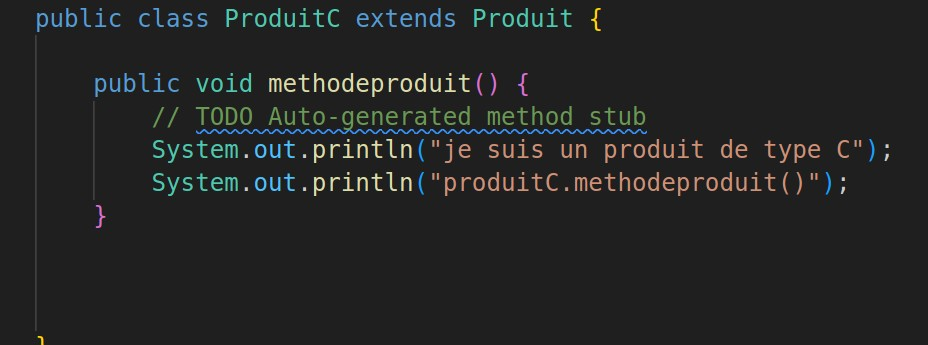 public class ProduitC extends Produit {
public void methodeproduit() {
// TODO Auto-generated method stub
System.out.println("je suis un produit de type C");
System.out.println("produitC.methodeproduit()");
}
}